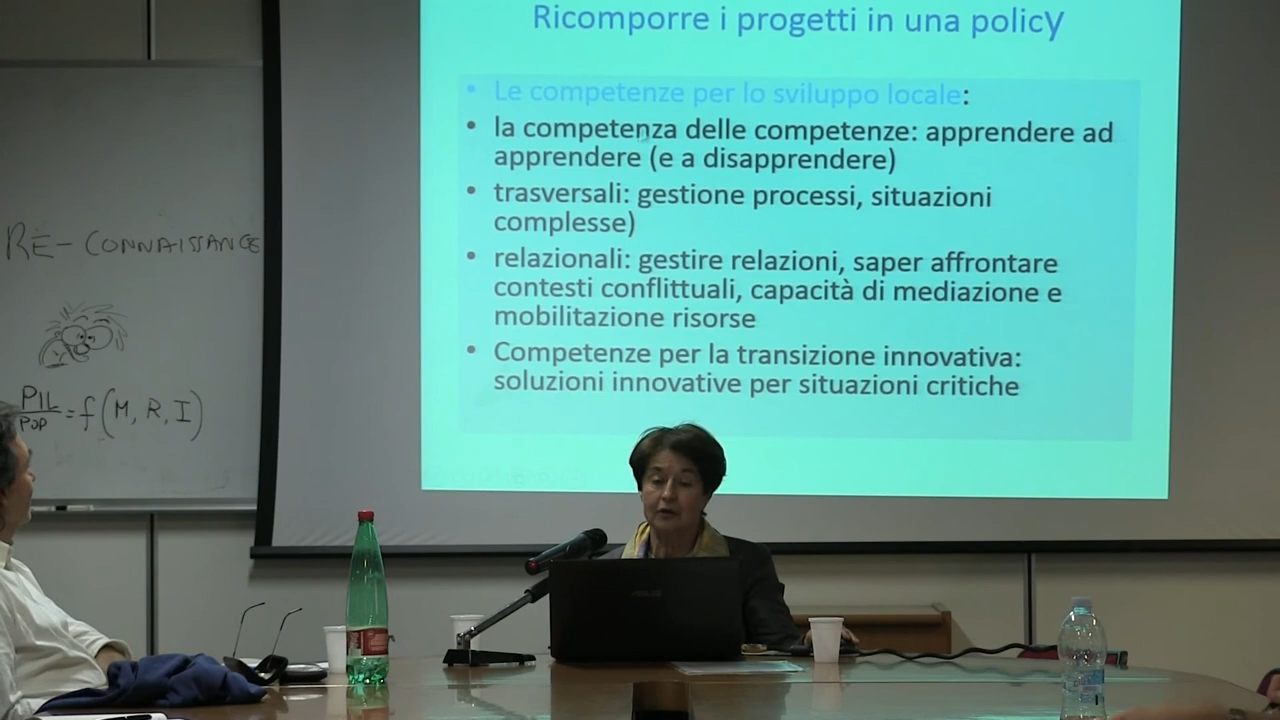 Ricomporre i progetti in una policy
• Le competenze per lo sviluppo locale:
• la competenza delle competenze: apprendere ad
apprendere (e a disapprendere)
• trasversali: gestione processi, situazioni
complesse)
• relazionali: gestire relazioni, saper affrontare
contesti conflittuali, capacità di mediazione e
mobilitazione risorse
• Competenze per la transizione innovativa:
soluzioni innovative per situazioni critiche
RE-CONNAISSANCE
PIL
POP
=f(M, R, I)
ASUS